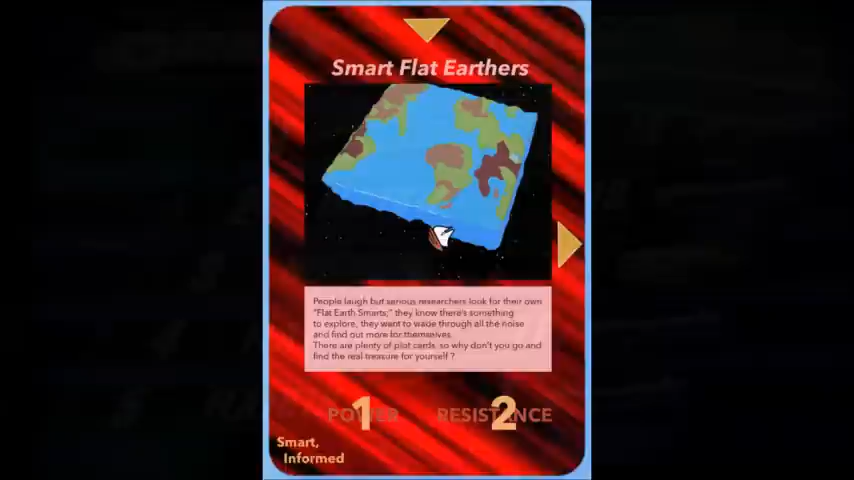 Smart Flat Earthers
People laugh but serious researchers look for their own
"Flat Earth Smarts;" they know there's something
to explore, they want to wade through all the noise
and find out more for themselves.
There are plenty of plot cards, so why don't you go and
find the real treasure for yourself ?
POWER 1 RESISTANCE 2
Smart,
Informed